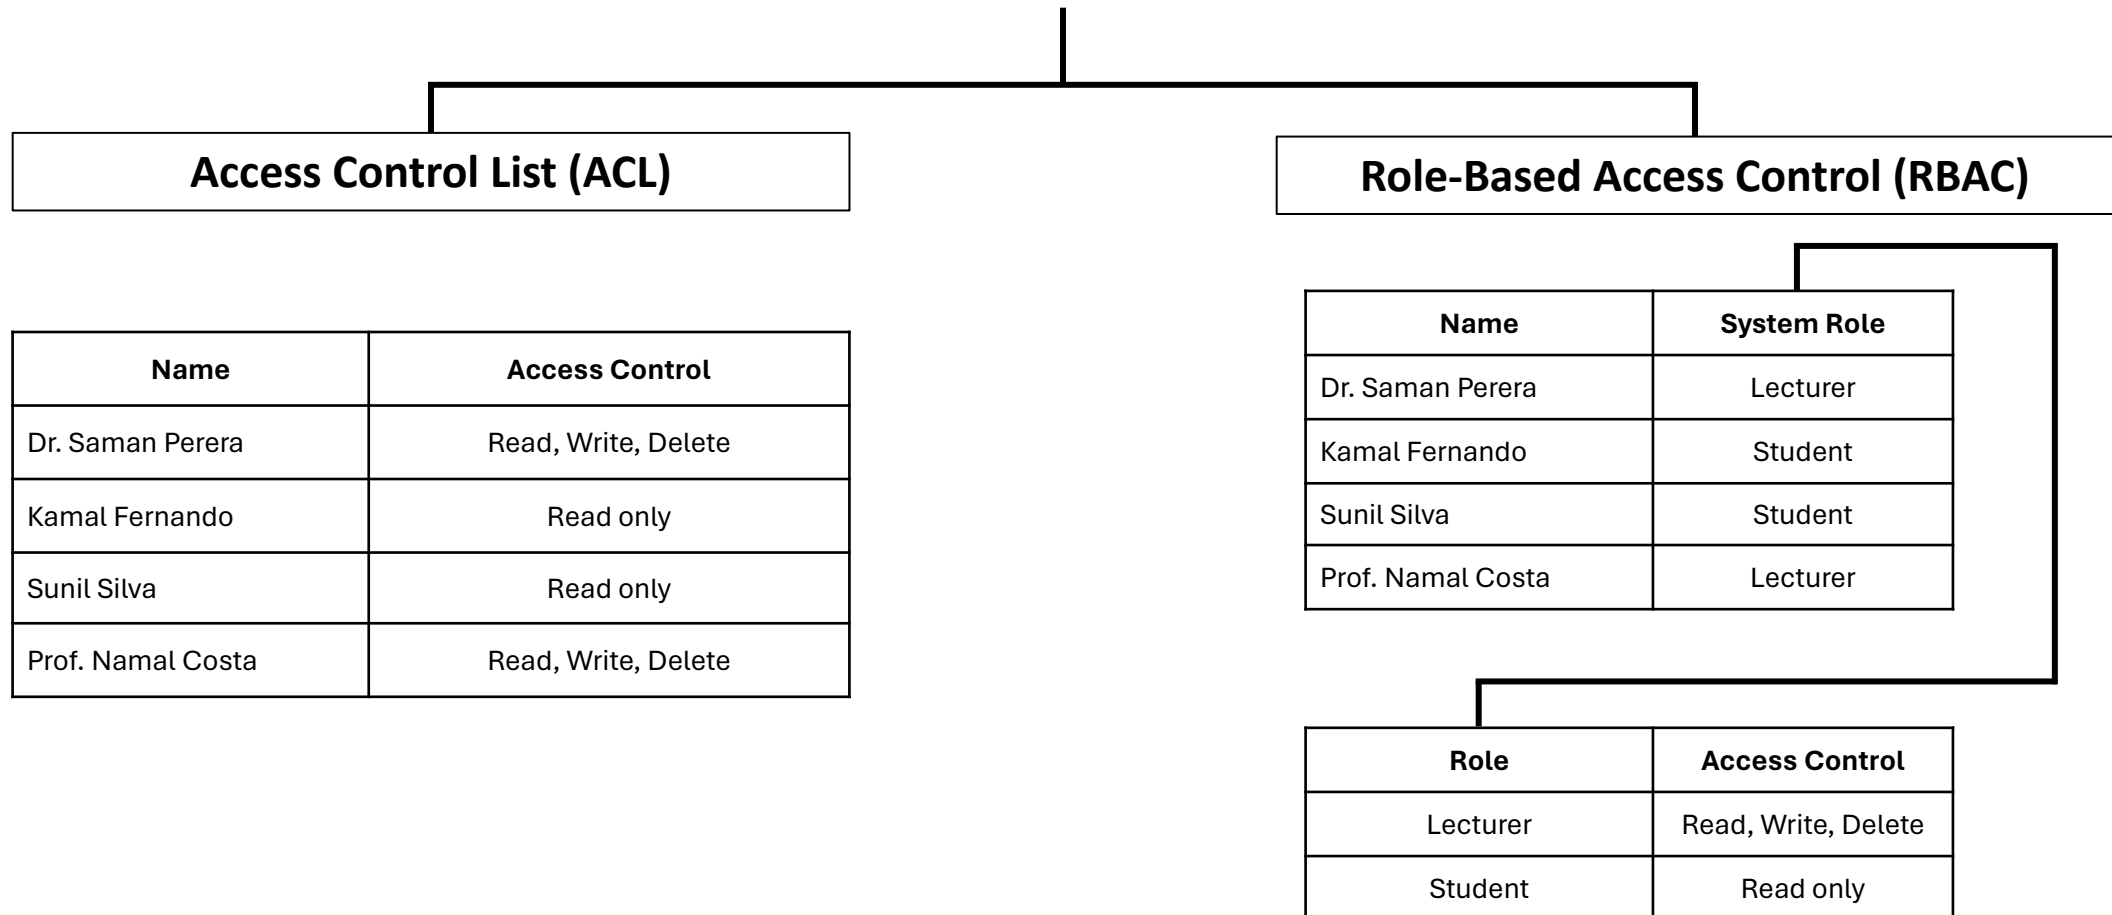 Access Control List (ACL)
Role-Based Access Control (RBAC)
Name Access Control
Dr. Saman Perera Read, Write, Delete
Kamal Fernando Read only
Sunil Silva Read only
Prof. Namal Costa Read, Write, Delete
Name System Role
Dr. Saman Perera Lecturer
Kamal Fernando Student
Sunil Silva Student
Prof. Namal Costa Lecturer
Role Access Control
Lecturer Read, Write, Delete
Student Read only